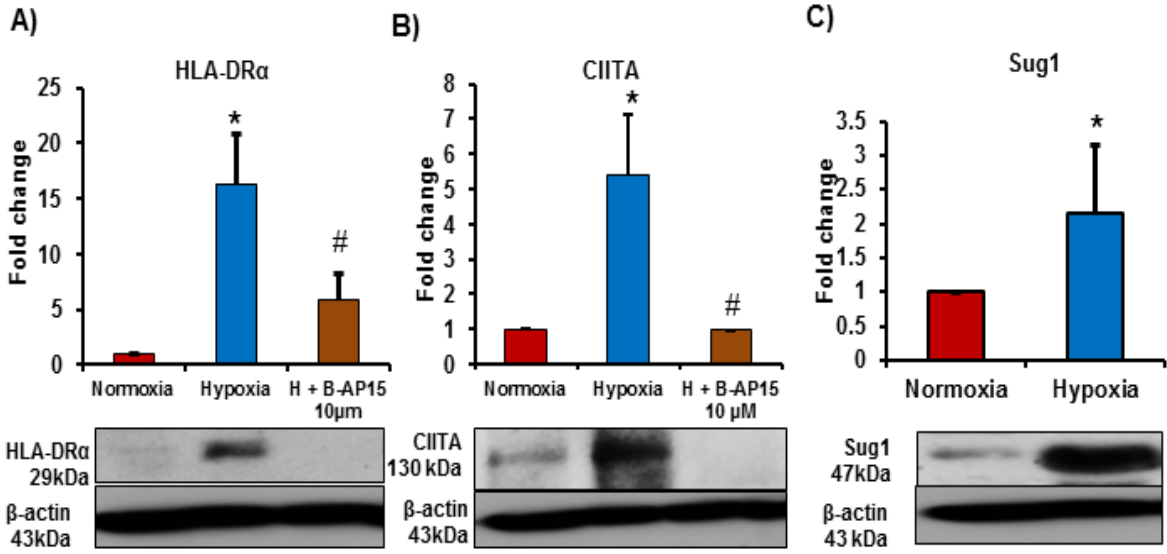 A)
HLA-DRα
Fold change
25
20
15
10
5
0
*
#
Normoxia Hypoxia H + B-AP15
10µm
HLA-DRα
29kDa
β-actin
43kDa
B)
CIITA
Fold change
8
7
6
5
4
3
2
1
0
*
#
Normoxia Hypoxia H + B-AP15
10 µM
CIITA
130 kDa
β-actin
43kDa
C)
Sug1
Fold change
3.5
3
2.5
2
1.5
1
0.5
0
*
Normoxia Hypoxia
Sug1
47kDa
β-actin
43 kDa